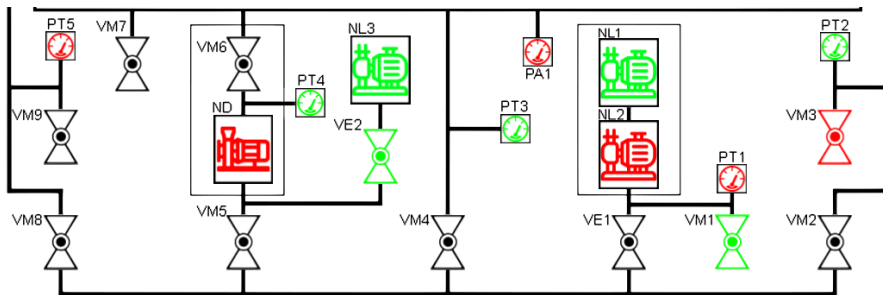 PT5
VM7
VM6
NL3
PT4
PA1
NL1
PT2
VM9
ND
VE2
PT3
NL2
VM3
PT1
VM8
VM5
VM4
VE1
VM1
VM2